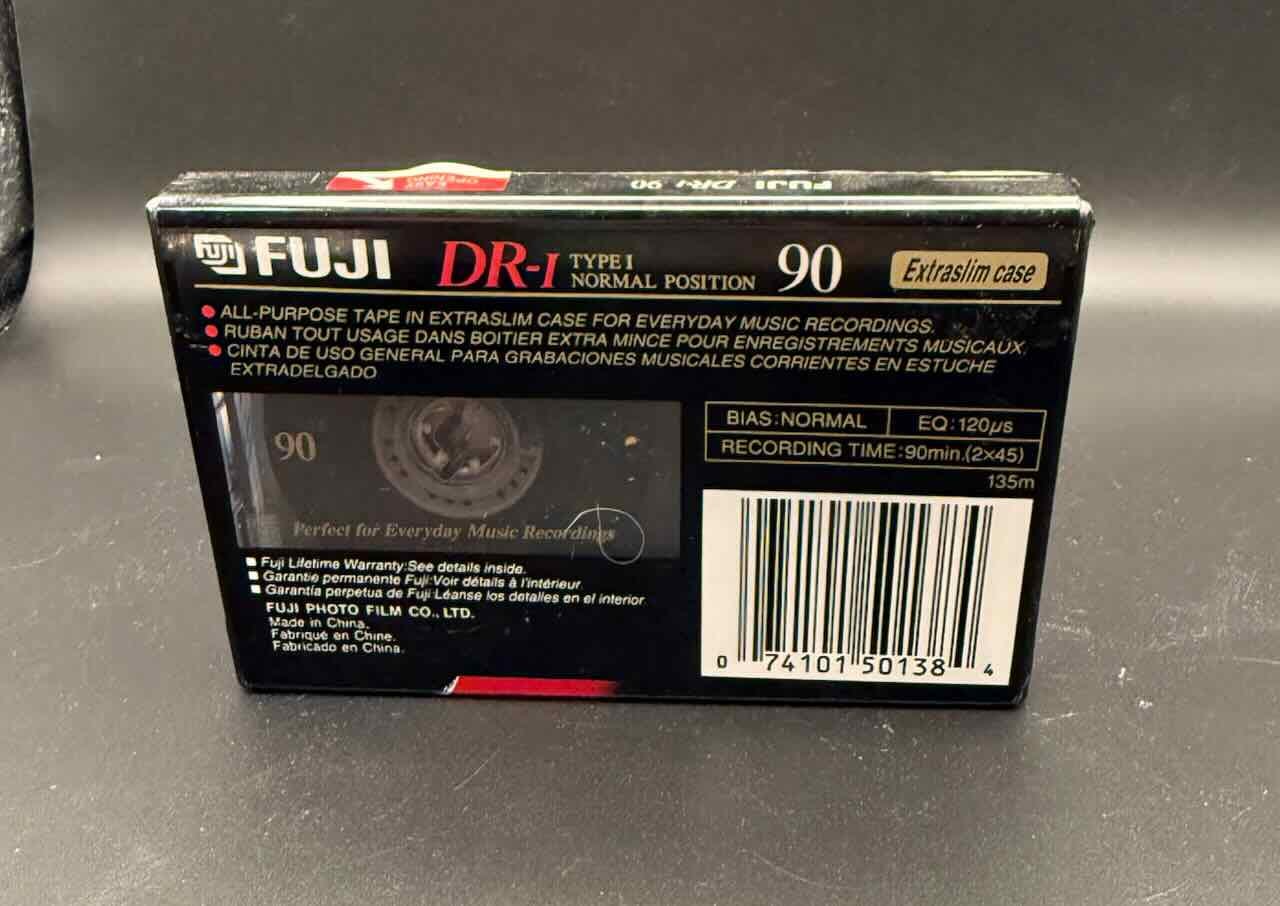 EASY OPENING
FUJI DR-I 90
FUJI FUJI DR-I TYPE I NORMAL POSITION 90 Extraslim case
ALL-PURPOSE TAPE IN EXTRASLIM CASE FOR EVERYDAY MUSIC RECORDINGS.
RUBAN TOUT USAGE DANS BOITIER EXTRA MINCE POUR ENREGISTREMENTS MUSICAUX.
CINTA DE USO GENERAL PARA GRABACIONES MUSICALES CORRIENTES EN ESTUCHE
EXTRADELGADO
90
Perfect for Everyday Music Recordings
BIAS:NORMAL EQ:120µs
RECORDING TIME:90min.(2×45)
135m
Fuji Lifetime Warranty:See details inside.
Garantie permanente Fuji:Voir détails à l'intérieur.
Garantía perpetua de Fuji:Léanse los detalles en el interior.
FUJI PHOTO FILM CO., LTD.
Made in China.
Fabriqué en Chine.
Fabricado en China.
0 74101 50138 4